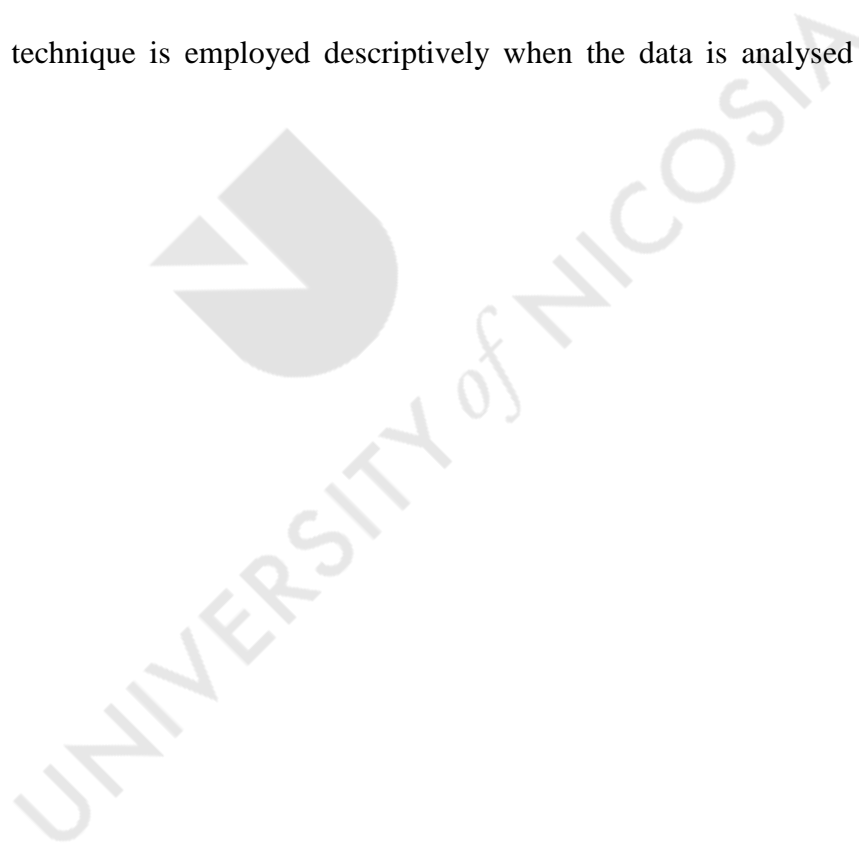 technique is employed descriptively when the data is analysed
UNIVERSITY of NICOSIA